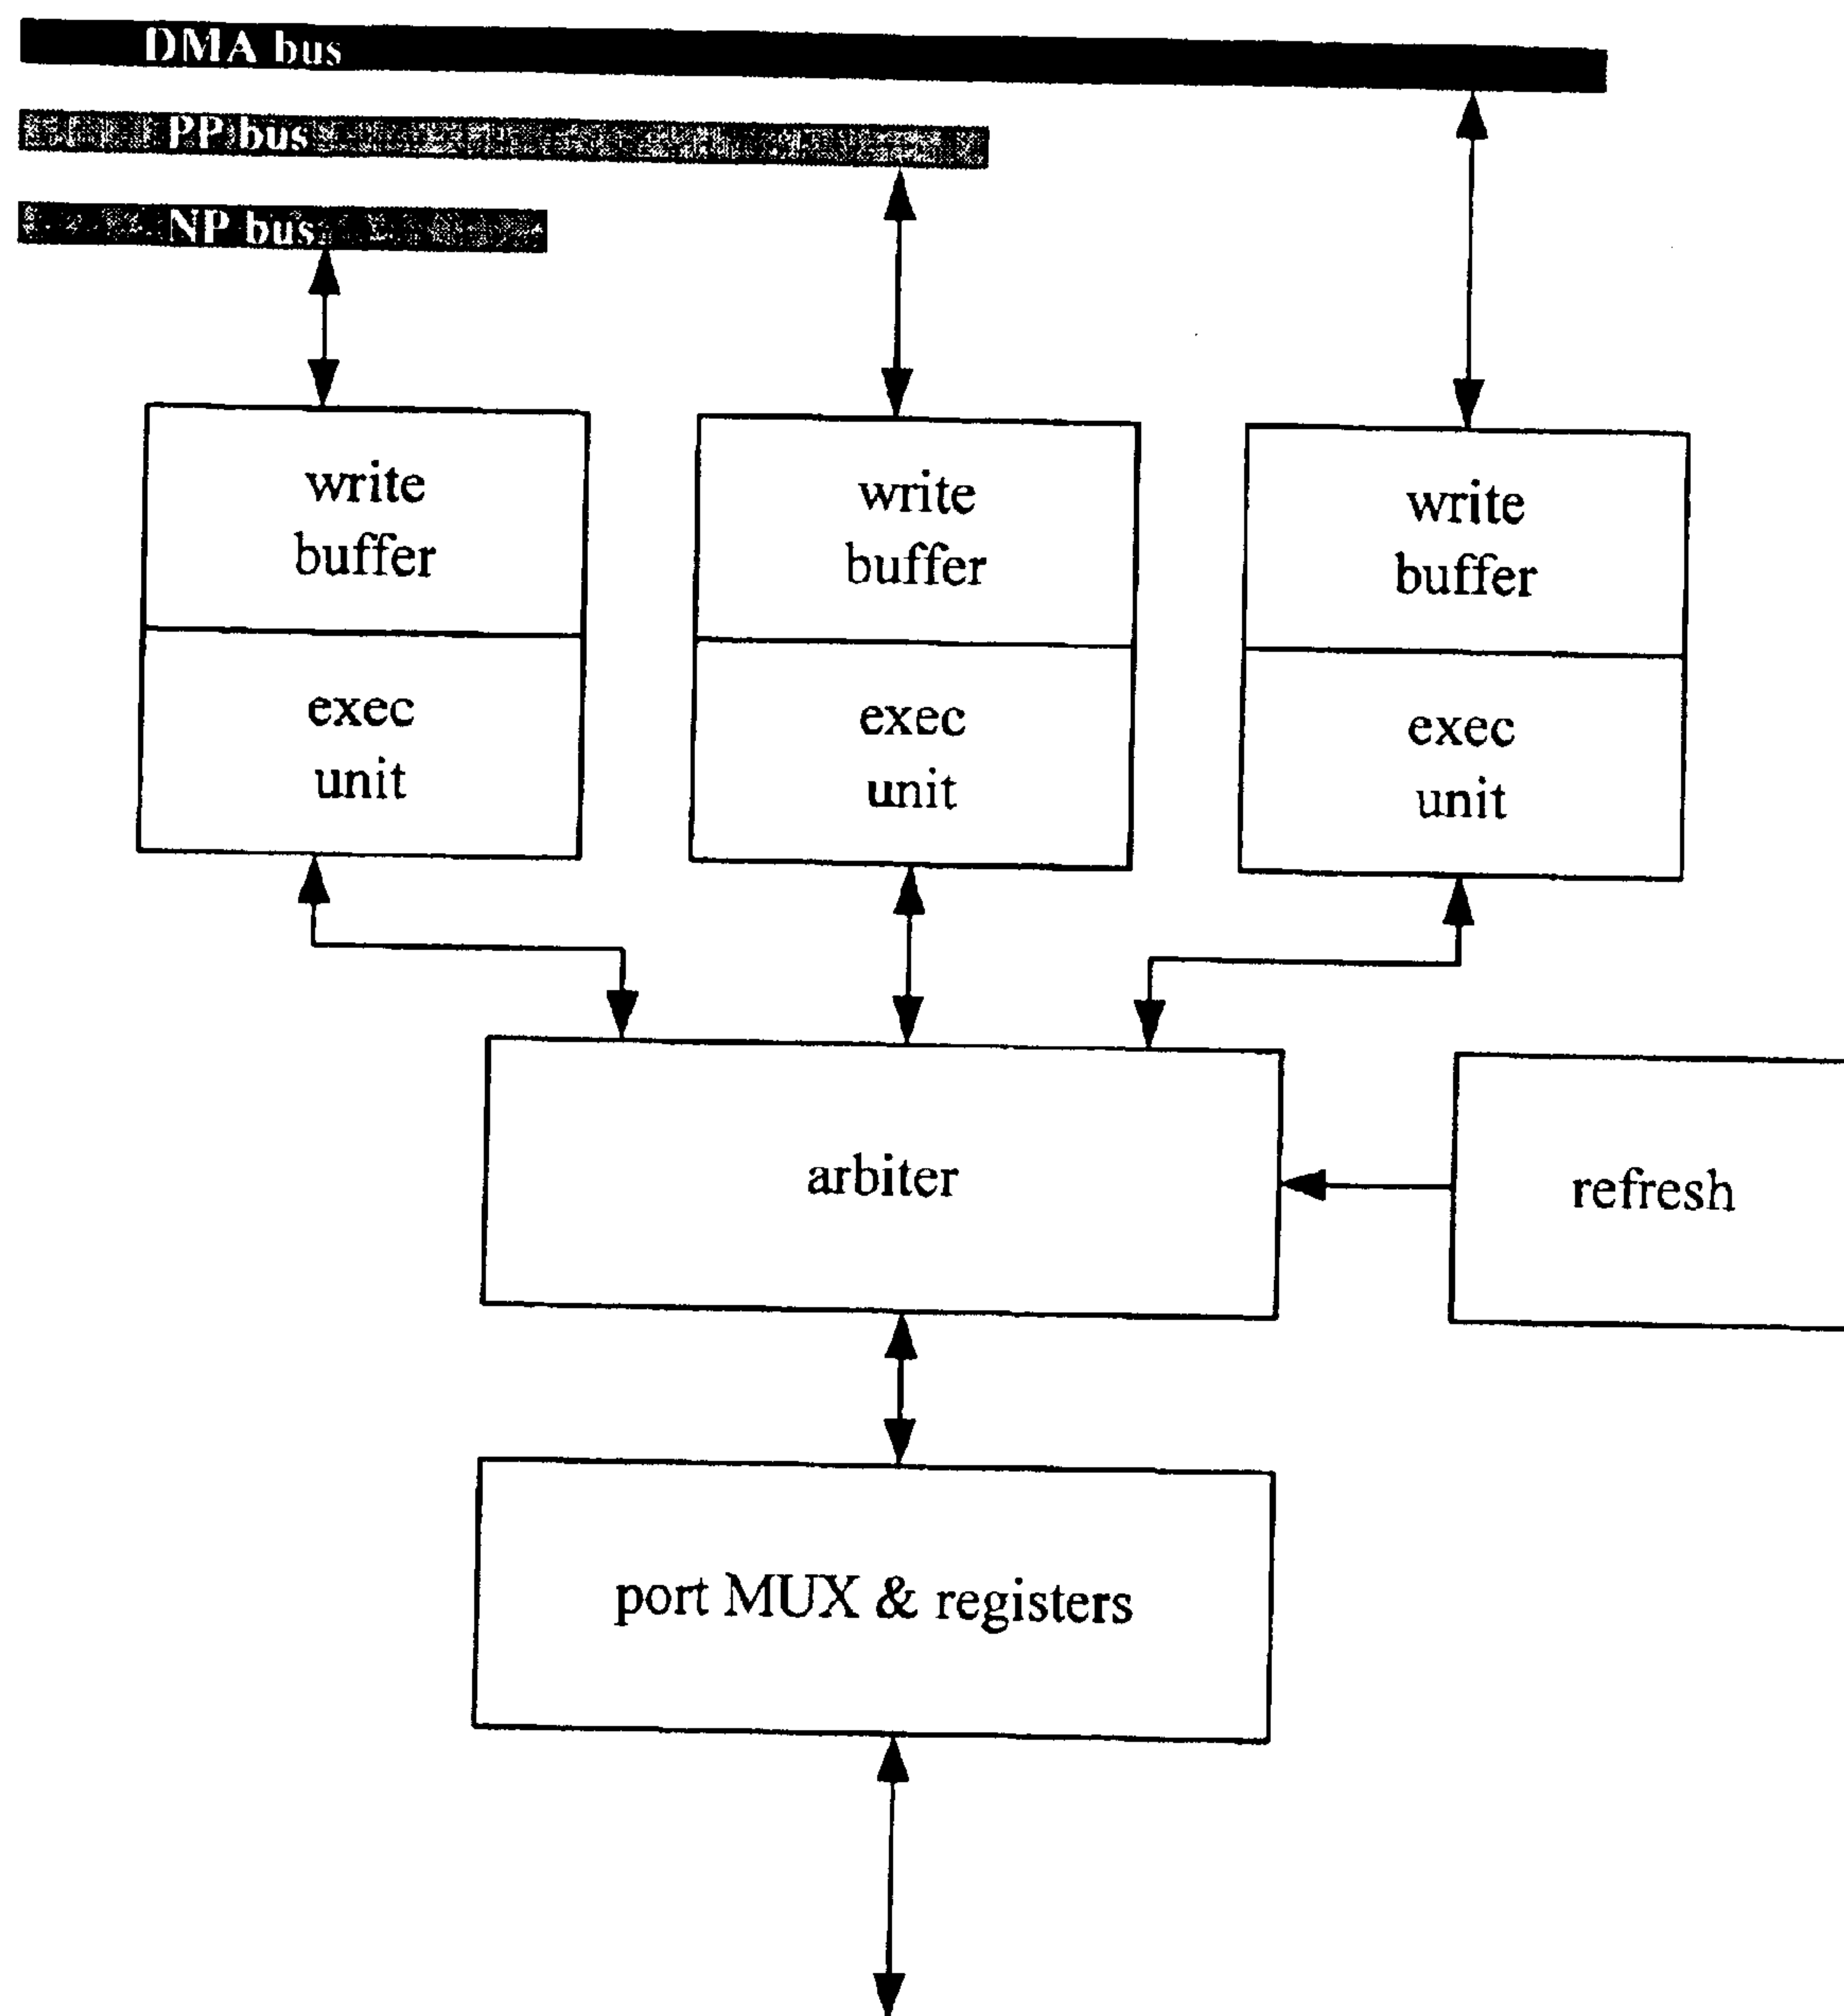 DMA bus
PP bus
NP bus
write
buffer
exec
unit
write
buffer
exec
unit
write
buffer
exec
unit
arbiter
refresh
port MUX & registers